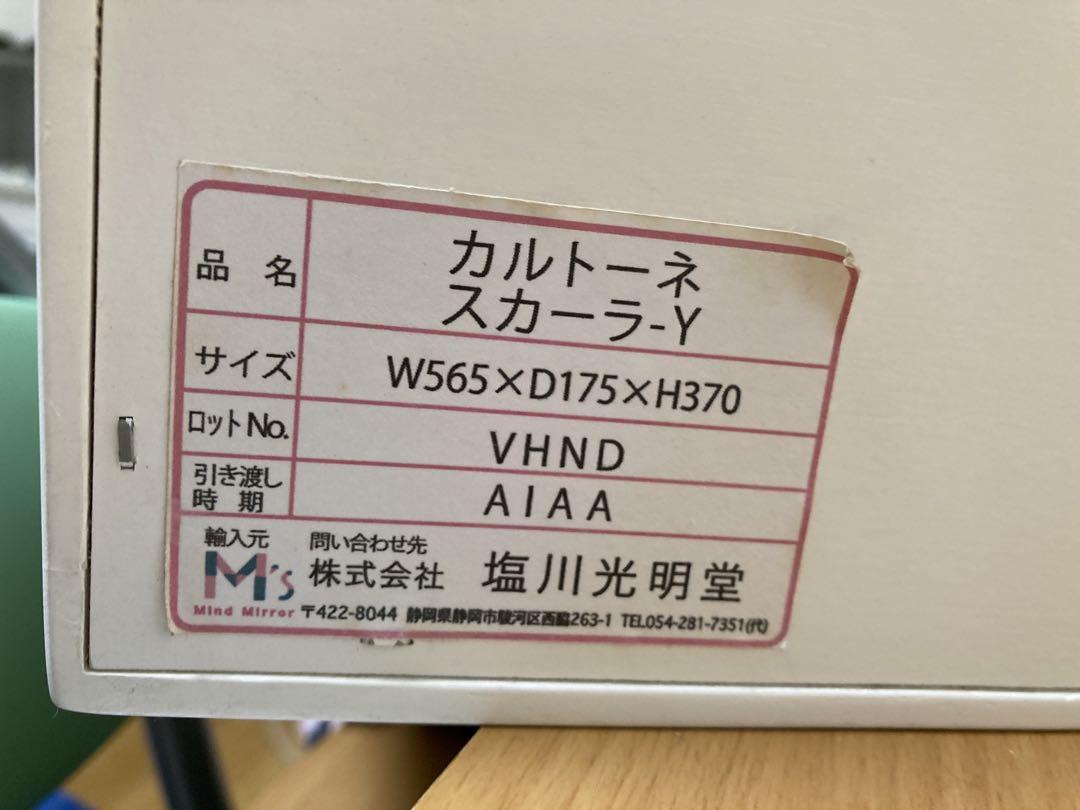 品 名
カルトーネ
スカーラ-Y
サイズ
W565×D175×H370
ロットNo.
VHND
引き渡し
時 期
AIAA
輸入元
M's
Mind Mirror
問い合わせ先
株式会社 塩川光明堂
〒422-8044 静岡県静岡市駿河区西脇263-1 TEL054-281-7351(代)